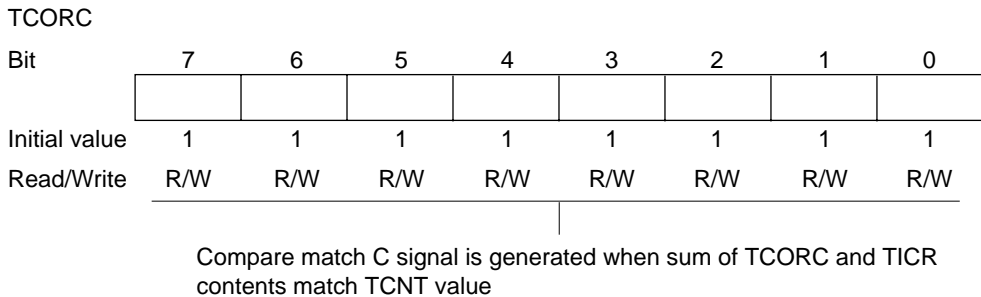 TCORC
Bit 7 6 5 4 3 2 1 0
Initial value 1 1 1 1 1 1 1 1
Read/Write R/W R/W R/W R/W R/W R/W R/W R/W
Compare match C signal is generated when sum of TCORC and TICR
contents match TCNT value